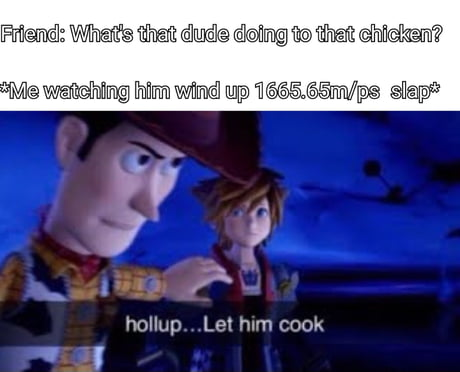 Friend: What's that dude doing to that chicken?
*Me watching him wind up 1665.65m/ps slap*
hollup...Let him cook